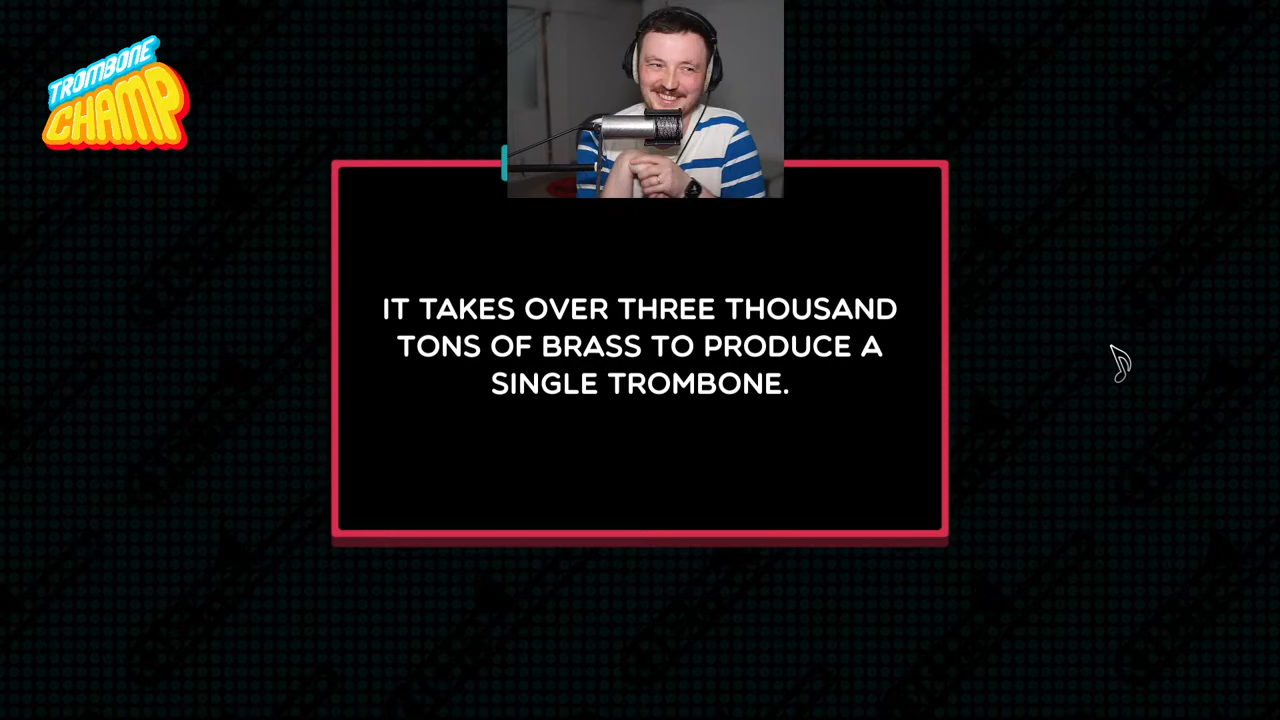 TROMBONE
CHAMP
IT TAKES OVER THREE THOUSAND
TONS OF BRASS TO PRODUCE A
SINGLE TROMBONE.